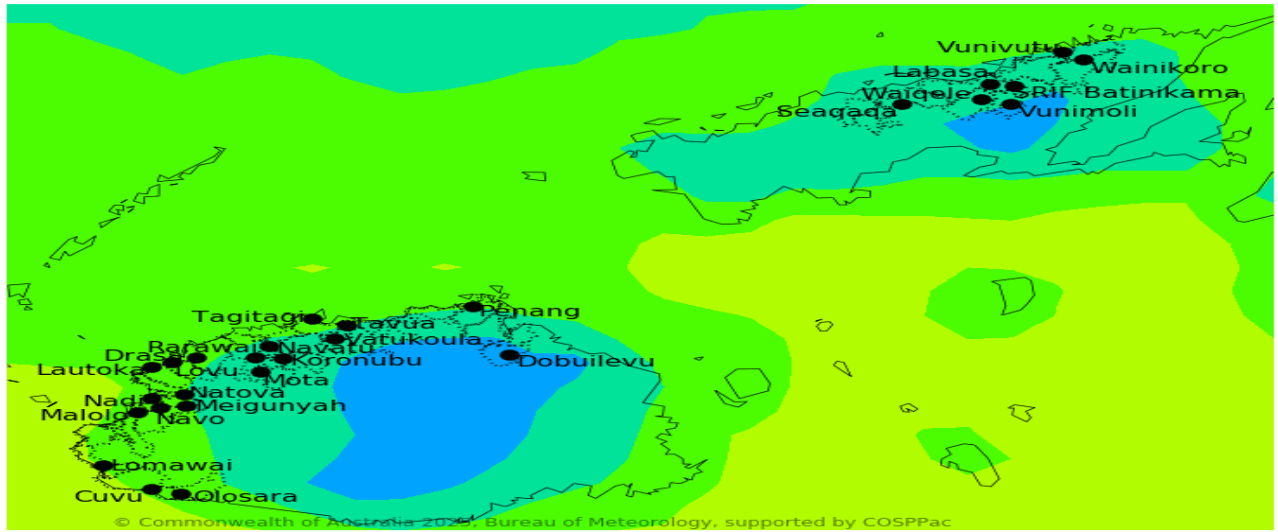 Vunivutu
Wainikoro
Labasa
Waiqele
SRIF Batinikama
Seaqaqa
Vunimoli
Penang
Tagitagi
Tavua
Vatukoula
Rarawai
Navatu
Drasa
Koronubu
Dobuilevu
Lautoka
Lovu
Mota
Natova
Nadi
Meigunyah
Malolo
Navo
Lomawai
Cuvu
Olosara
© Commonwealth of Australia 2023, Bureau of Meteorology, supported by COSPPac